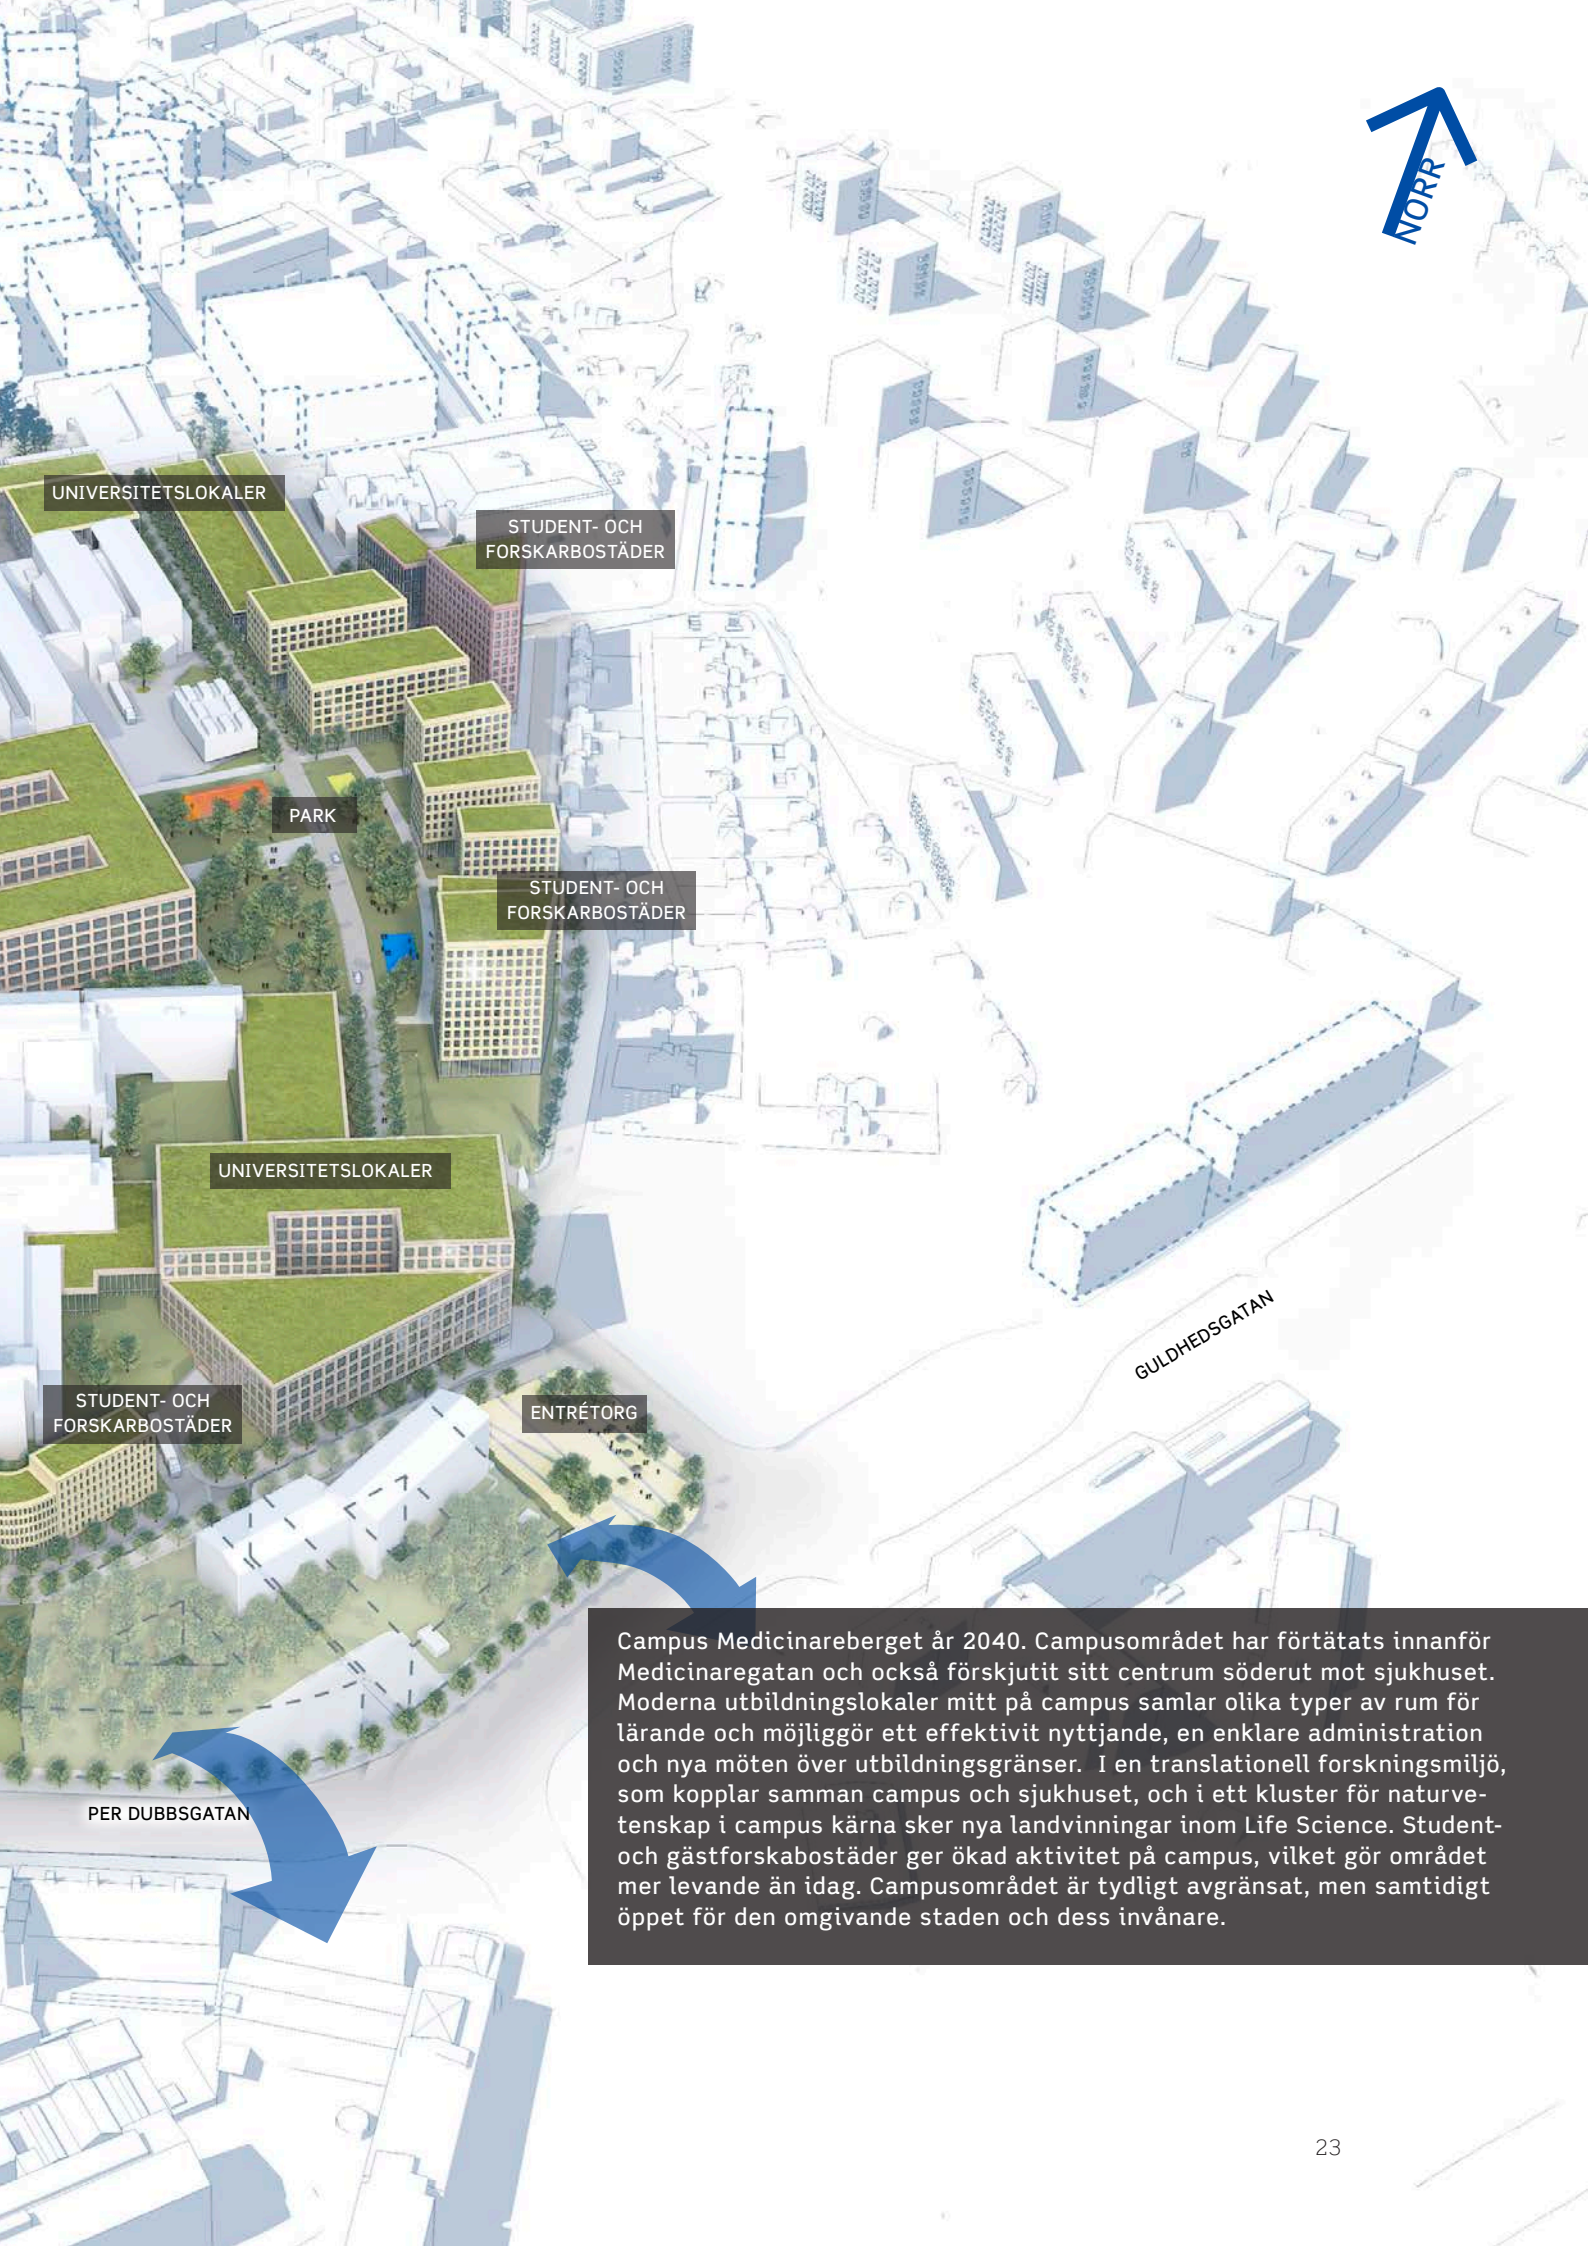 NORR
UNIVERSITETSLOKALER
STUDENT- OCH
FORSKARBOSTÄDER
PARK
STUDENT- OCH
FORSKARBOSTÄDER
UNIVERSITETSLOKALER
GULDHEDSGATAN
STUDENT- OCH
FORSKARBOSTÄDER
ENTRÉTORG
Campus Medicinareberget år 2040. Campusområdet har förtätats innanför
Medicinaregatan och också förskjutit sitt centrum söderut mot sjukhuset.
Moderna utbildningslokaler mitt på campus samlar olika typer av rum för
lärande och möjliggör ett effektivit nyttjande, en enklare administration
och nya möten över utbildningsgränser.  I en translationell forskningsmiljö,
som kopplar samman campus och sjukhuset, och i ett kluster för naturve-
tenskap i campus kärna sker nya landvinningar inom Life Science. Student-
och gästforskabostäder ger ökad aktivitet på campus, vilket gör området
mer levande än idag. Campusområdet är tydligt avgränsat, men samtidigt
öppet för den omgivande staden och dess invånare.
PER DUBBSGATAN
23